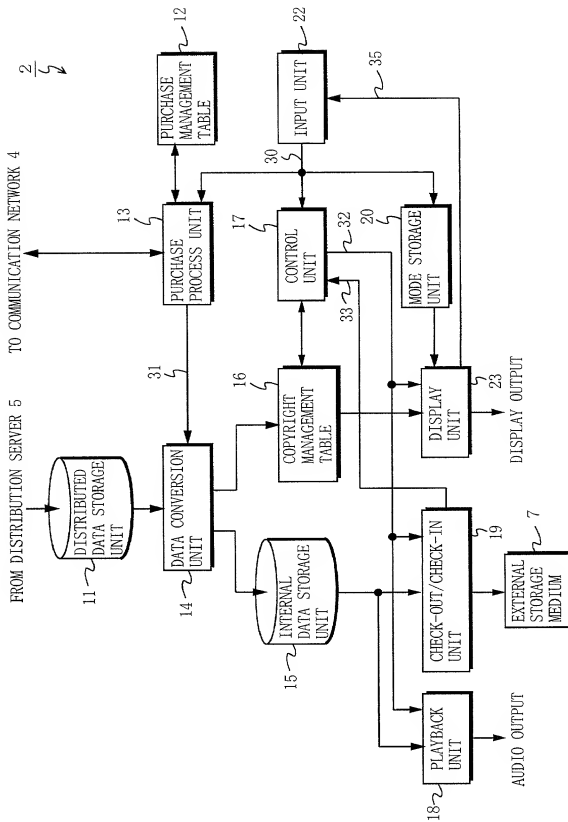 2
FROM DISTRIBUTION SERVER 5
TO COMMUNICATION NETWORK 4
11
DISTRIBUTED
DATA STORAGE
UNIT
13
PURCHASE
PROCESS UNIT
12
PURCHASE
MANAGEMENT
TABLE
31
14
DATA CONVERSION
UNIT
30
22
INPUT UNIT
15
INTERNAL
DATA STORAGE
UNIT
16
COPYRIGHT
MANAGEMENT
TABLE
17
CONTROL
UNIT
33
32
20
MODE STORAGE
UNIT
35
18
PLAYBACK
UNIT
CHECK-OUT/CHECK-IN
UNIT
19
DISPLAY
UNIT
23
AUDIO OUTPUT
EXTERNAL
STORAGE
MEDIUM
7
DISPLAY OUTPUT